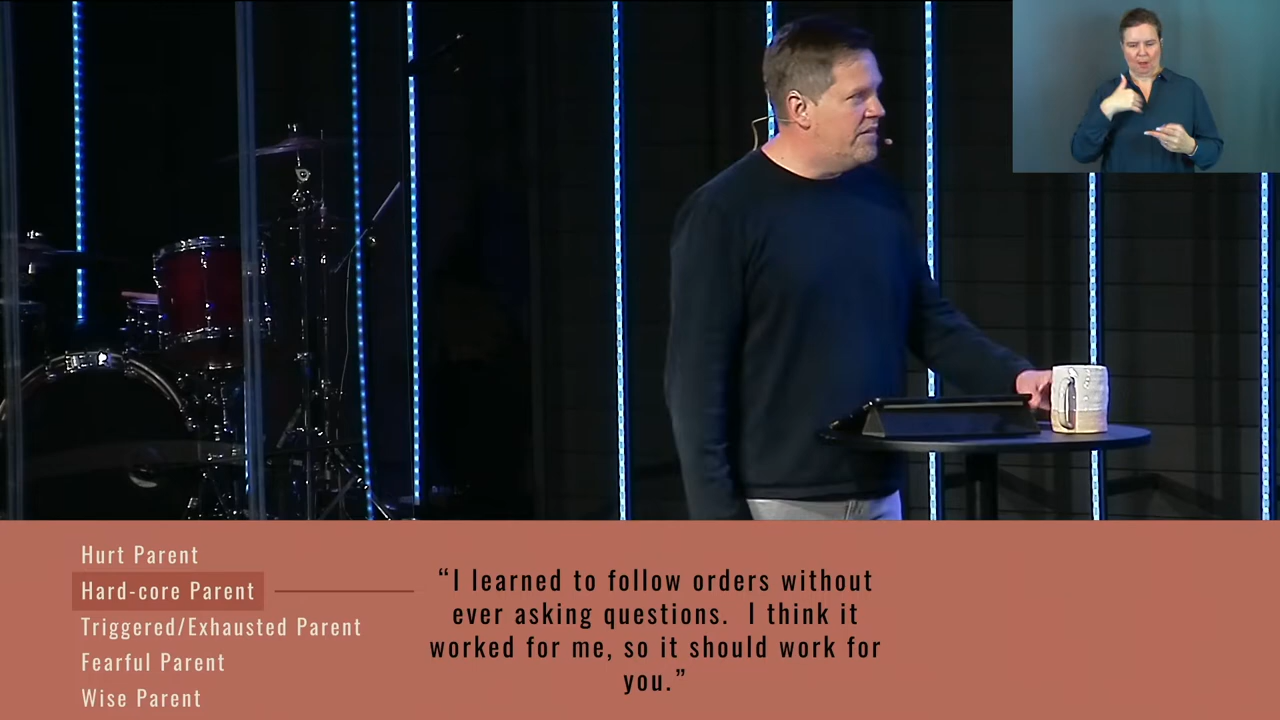 Hurt Parent
Hard-core Parent
Triggered/Exhausted Parent
Fearful Parent
Wise Parent
“I learned to follow orders without
ever asking questions. I think it
worked for me, so it should work for
you.”